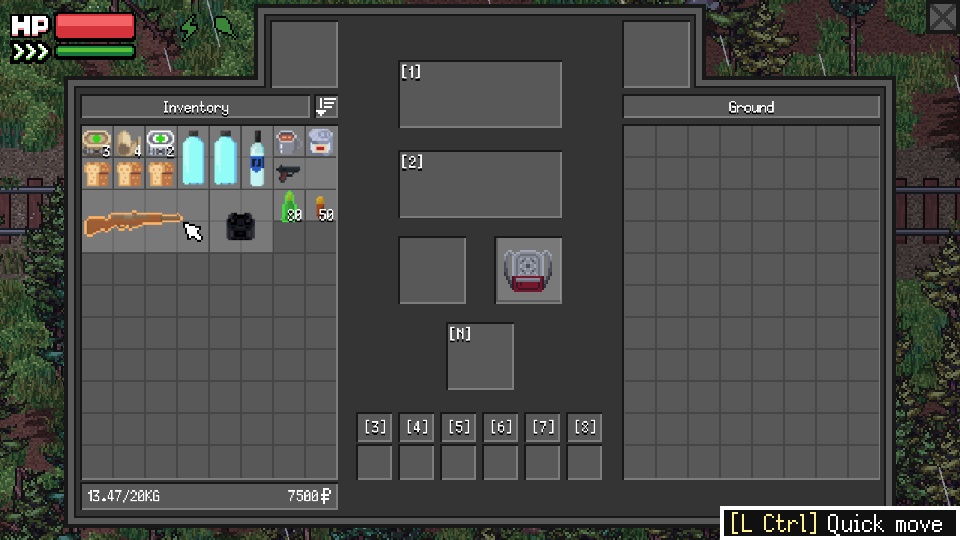 HP
>>>
[1]
Inventory
Ground
3
4
2
[2]
80
50
[N]
[3] [4] [5] [6] [7] [8]
13.47/20KG
7500₽
[L Ctrl] Quick move